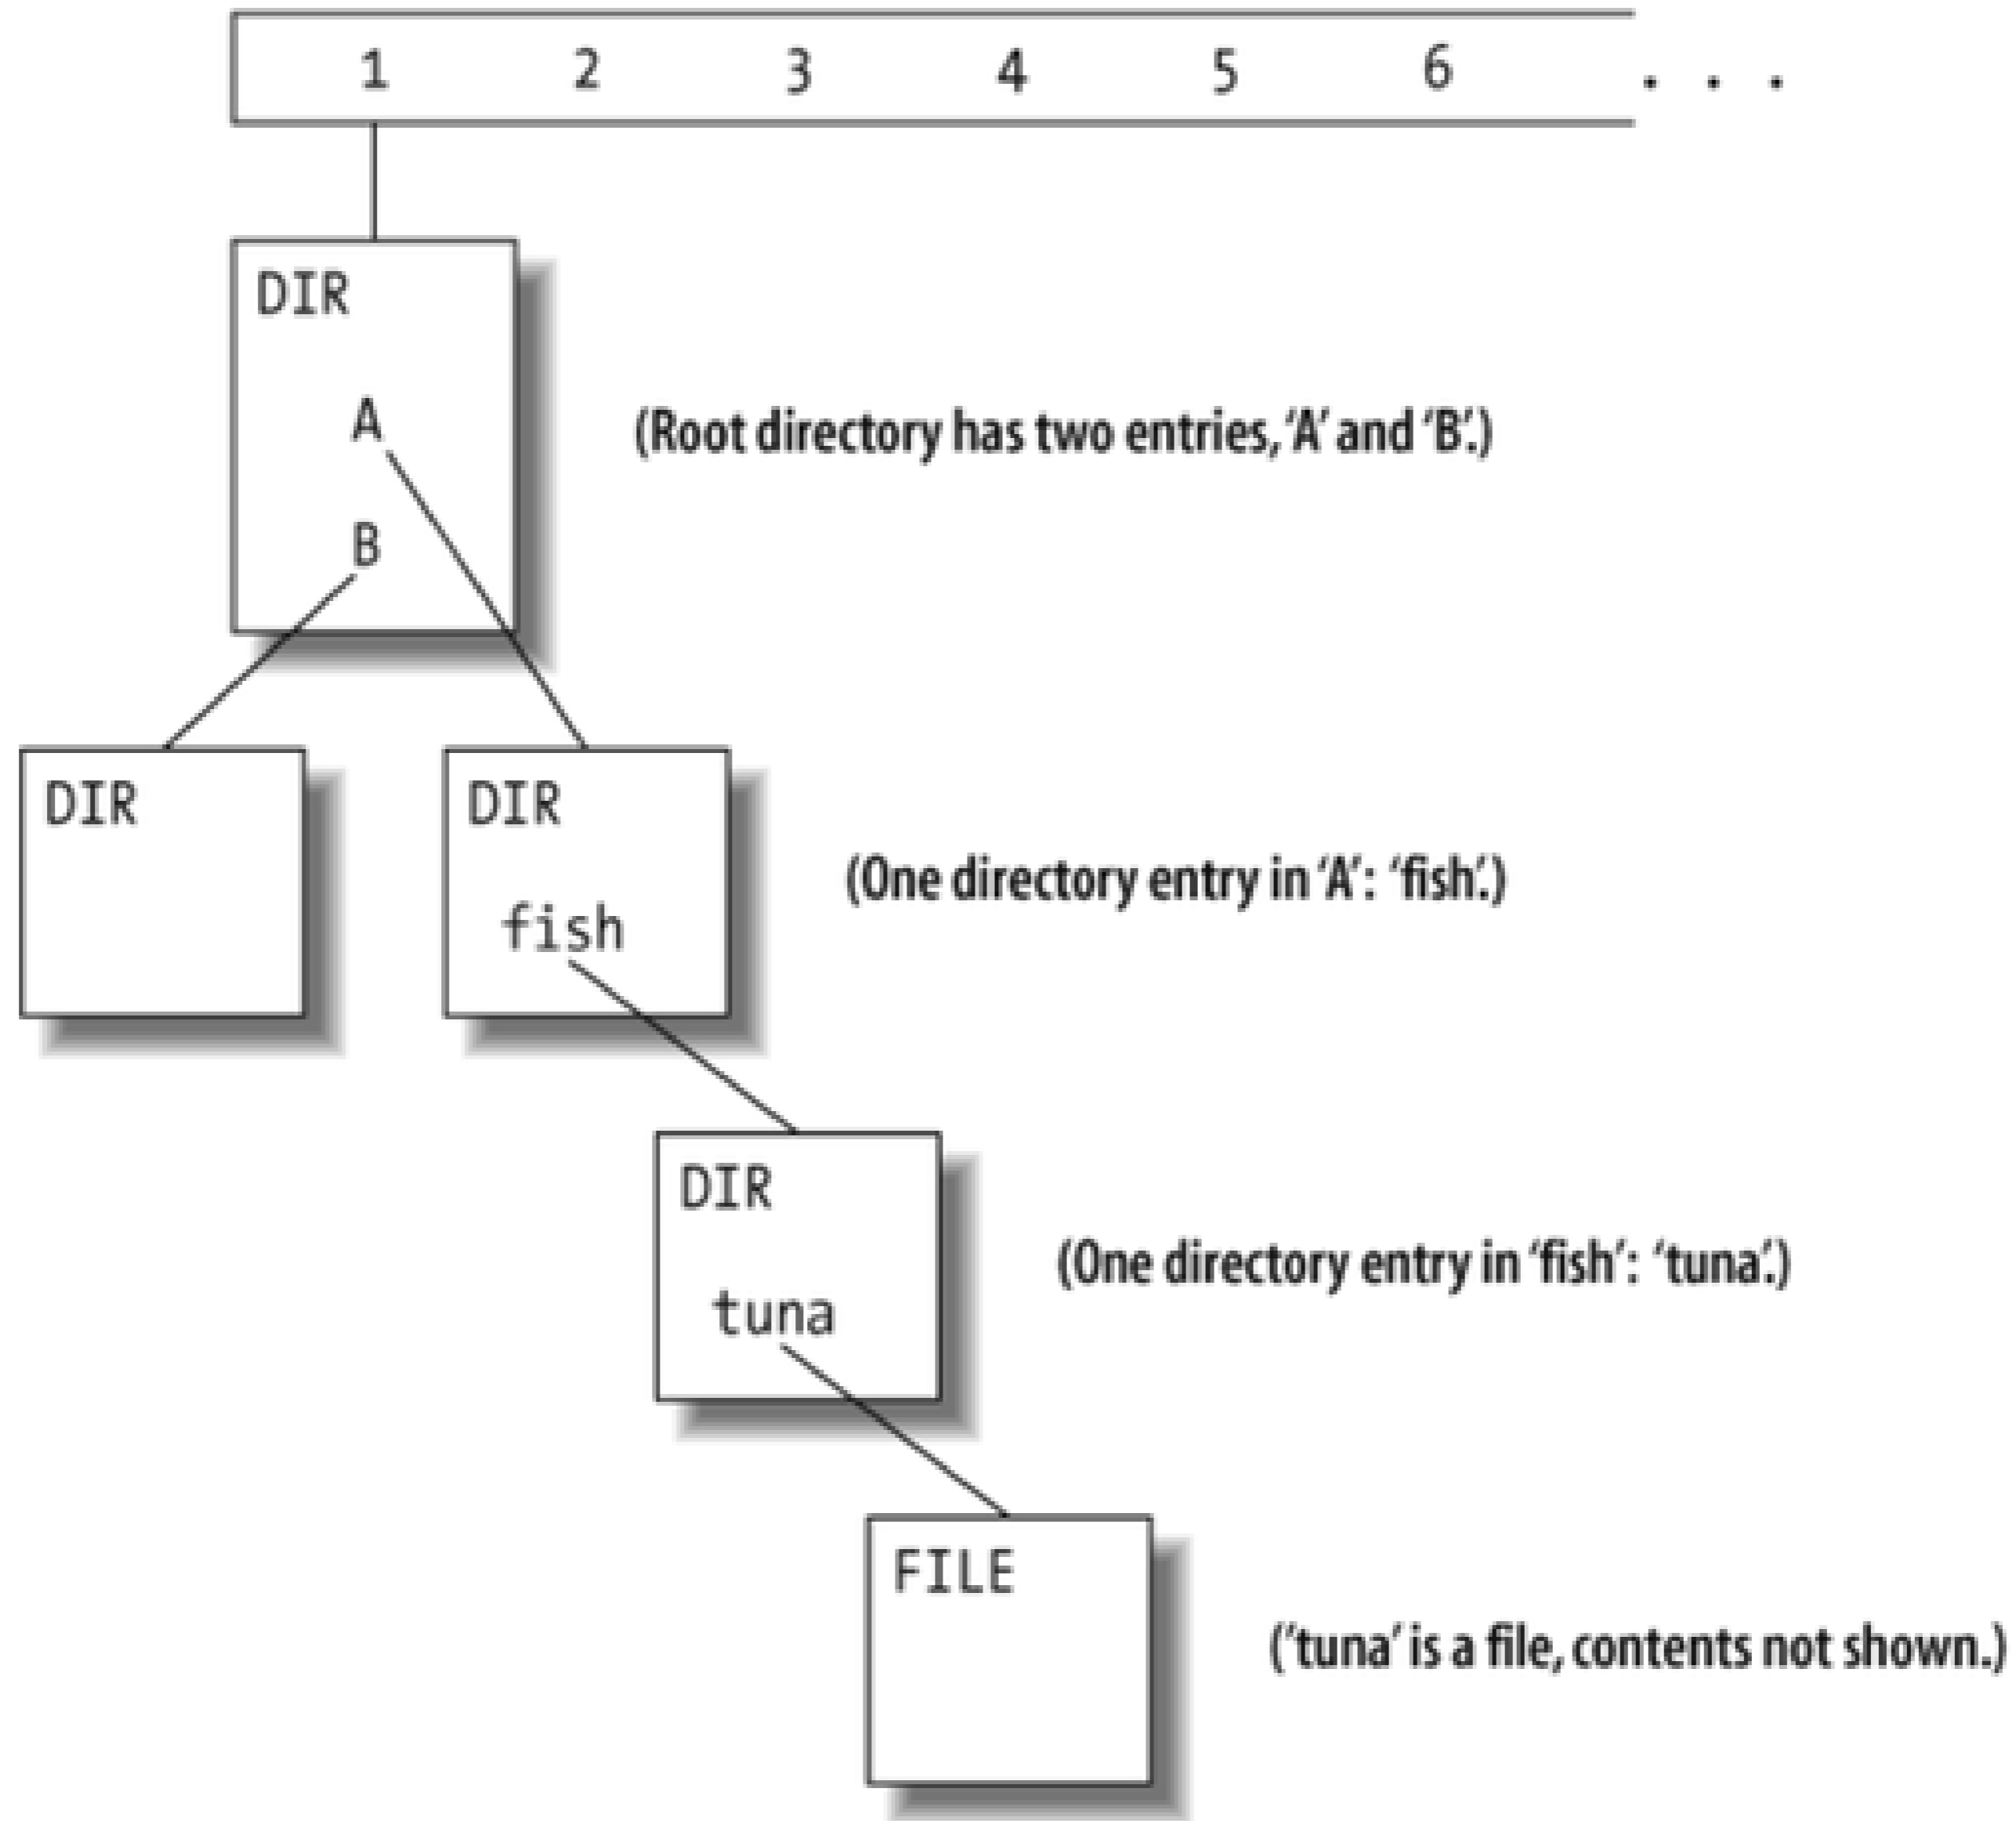 1 2 3 4 5 6 . . .
DIR
A
(Root directory has two entries, ‘A’ and ‘B’.)
B
DIR
DIR
fish
(One directory entry in ‘A’: ‘fish’.)
DIR
tuna
(One directory entry in ‘fish’: ‘tuna’.)
FILE
(‘tuna’ is a file, contents not shown.)